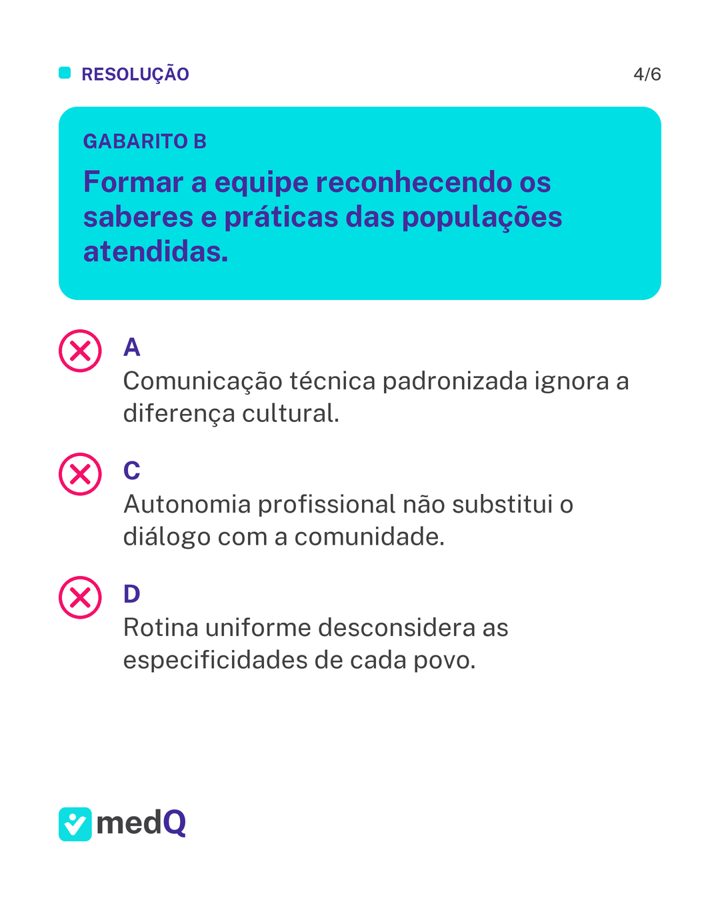 RESOLUÇÃO
4/6
GABARITO B
Formar a equipe reconhecendo os
saberes e práticas das populações
atendidas.
A
Comunicação técnica padronizada ignora a
diferença cultural.
C
Autonomia profissional não substitui o
diálogo com a comunidade.
D
Rotina uniforme desconsidera as
especificidades de cada povo.
medQ